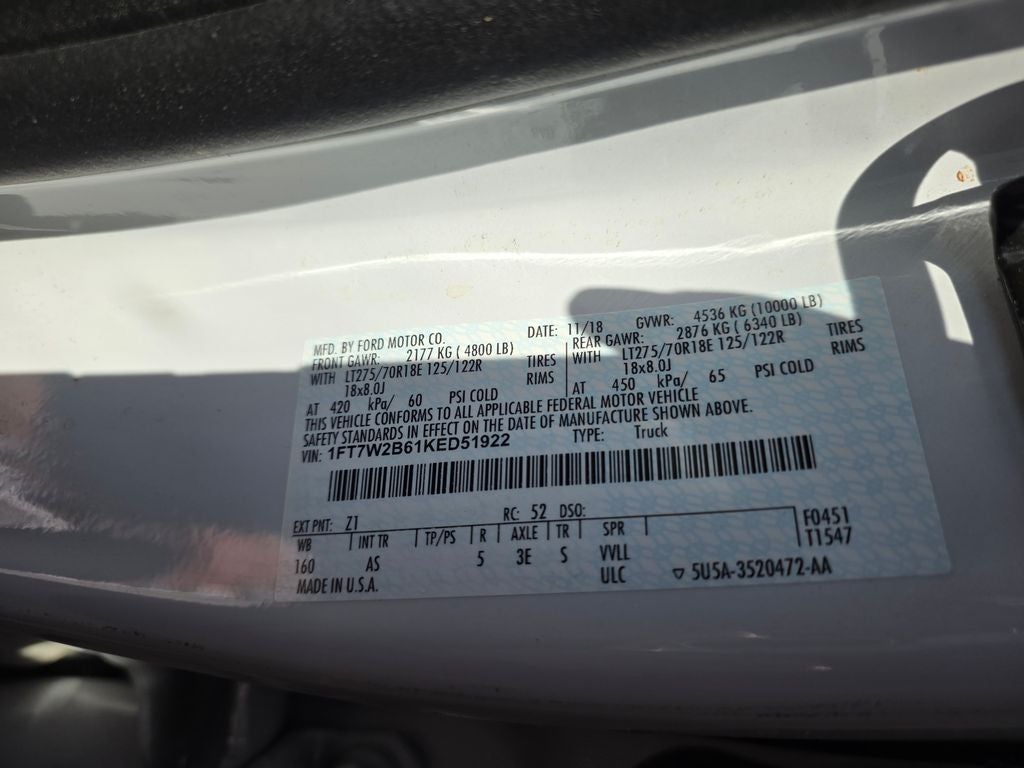 MFD. BY FORD MOTOR CO. DATE: 11/18 GVWR: 4536 KG (10000 LB)
FRONT GAWR: 2177 KG ( 4800 LB) REAR GAWR: 2876 KG ( 6340 LB)
WITH LT275/70R18E 125/122R TIRES WITH LT275/70R18E 125/122R TIRES
18x8.0J RIMS 18x8.0J RIMS
AT 420 kPa/ 60 PSI COLD AT 450 kPa/ 65 PSI COLD
THIS VEHICLE CONFORMS TO ALL APPLICABLE FEDERAL MOTOR VEHICLE
SAFETY STANDARDS IN EFFECT ON THE DATE OF MANUFACTURE SHOWN ABOVE.
VIN: 1FT7W2B61KED51922 TYPE: Truck
EXT PNT: Z1 RC: 52 DSO: F0451
WB INT TR TP/PS R AXLE TR SPR T1547
160 AS 5 3E S VVLL
MADE IN U.S.A. ULC ▽ 5U5A-3520472-AA